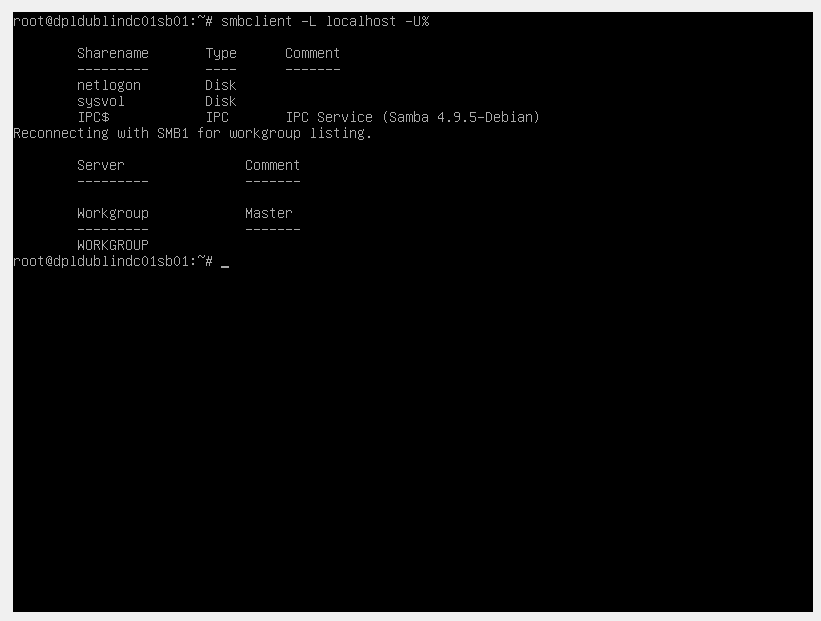 root@dpldublindc01sb01:~# smbclient -L localhost -U%
Sharename Type Comment
--------- ---- -------
netlogon Disk
sysvol Disk
IPC$ IPC IPC Service (Samba 4.9.5-Debian)
Reconnecting with SMB1 for workgroup listing.
Server Comment
--------- -------
Workgroup Master
--------- -------
WORKGROUP
root@dpldublindc01sb01:~# _